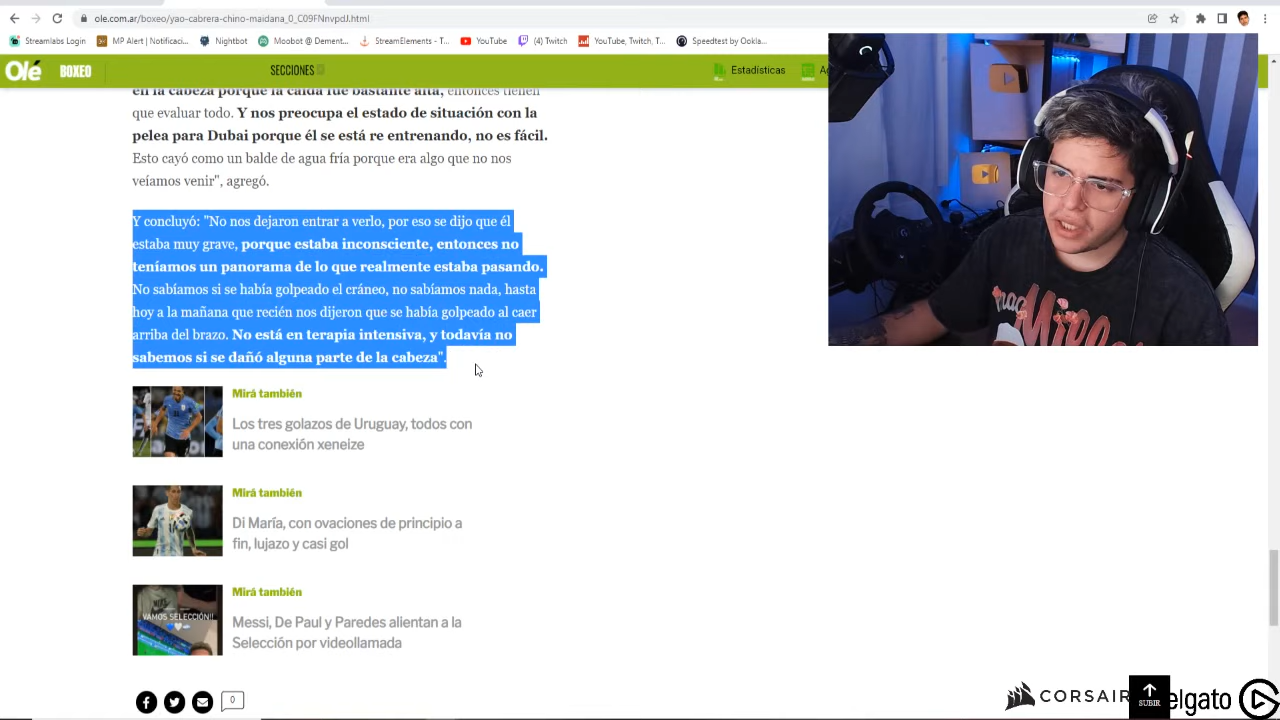 ole.com.ar/boxeo/yao-cabrera-chino-maidana_0_C09FNnvpdJ.html
Streamlabs Login
MP Alert | Notificaci...
Nightbot
Moobot @ Dement...
StreamElements - T...
YouTube
(4) Twitch
YouTube, Twitch, T...
Speedtest by Ookla...
Olé
BOXEO
SECCIONES
Estadísticas
en la cabeza porque la caída fue bastante alta, entonces tienen
que evaluar todo. Y nos preocupa el estado de situación con la
pelea para Dubai porque él se está re entrenando, no es fácil.
Esto cayó como un balde de agua fría porque era algo que no nos
veíamos venir", agregó.
Y concluyó: "No nos dejaron entrar a verlo, por eso se dijo que él
estaba muy grave, porque estaba inconsciente, entonces no
teníamos un panorama de lo que realmente estaba pasando.
No sabíamos si se había golpeado el cráneo, no sabíamos nada, hasta
hoy a la mañana que recién nos dijeron que se había golpeado al caer
arriba del brazo. No está en terapia intensiva, y todavía no
sabemos si se dañó alguna parte de la cabeza".
Mirá también
Los tres golazos de Uruguay, todos con
una conexión xeneize
Mirá también
Di María, con ovaciones de principio a
fin, lujazo y casi gol
Mirá también
VAMOS SELECCIÓN!!
Messi, De Paul y Paredes alientan a la
Selección por videollamada
0
CORSAIR
SUBIR
elgato